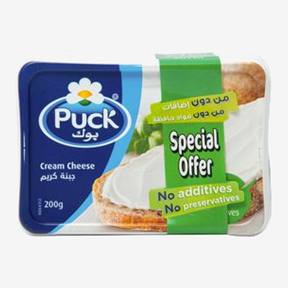 Puck
بوك
Cream Cheese
جبنة كريم
200g
من دون إضافات
من دون مواد حافظة
Special
Offer
No additives
No preservatives